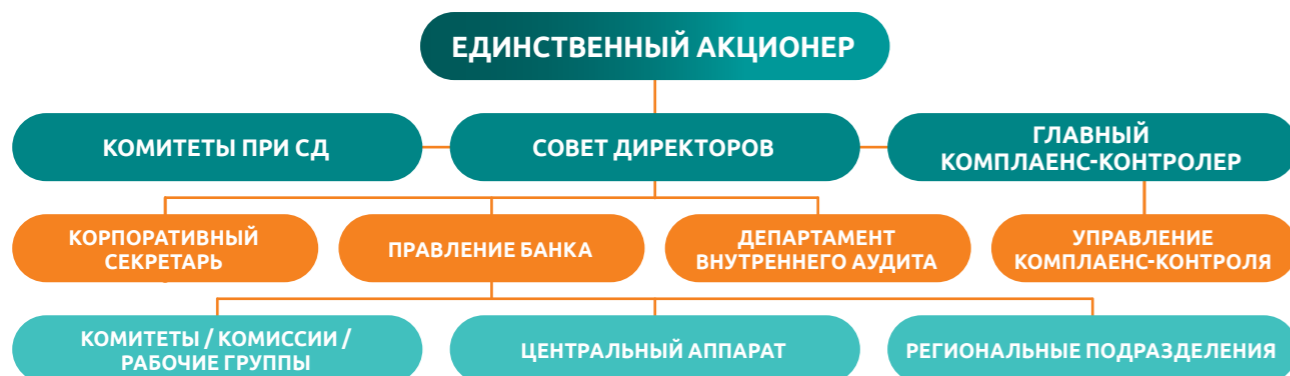 ЕДИНСТВЕННЫЙ АКЦИОНЕР
КОМИТЕТЫ ПРИ СД
СОВЕТ ДИРЕКТОРОВ
ГЛАВНЫЙ
КОМПЛАЕНС-КОНТРОЛЕР
КОРПОРАТИВНЫЙ
СЕКРЕТАРЬ
ПРАВЛЕНИЕ БАНКА
ДЕПАРТАМЕНТ
ВНУТРЕННЕГО АУДИТА
УПРАВЛЕНИЕ
КОМПЛАЕНС-КОНТРОЛЯ
КОМИТЕТЫ / КОМИССИИ /
РАБОЧИЕ ГРУППЫ
ЦЕНТРАЛЬНЫЙ АППАРАТ
РЕГИОНАЛЬНЫЕ ПОДРАЗДЕЛЕНИЯ